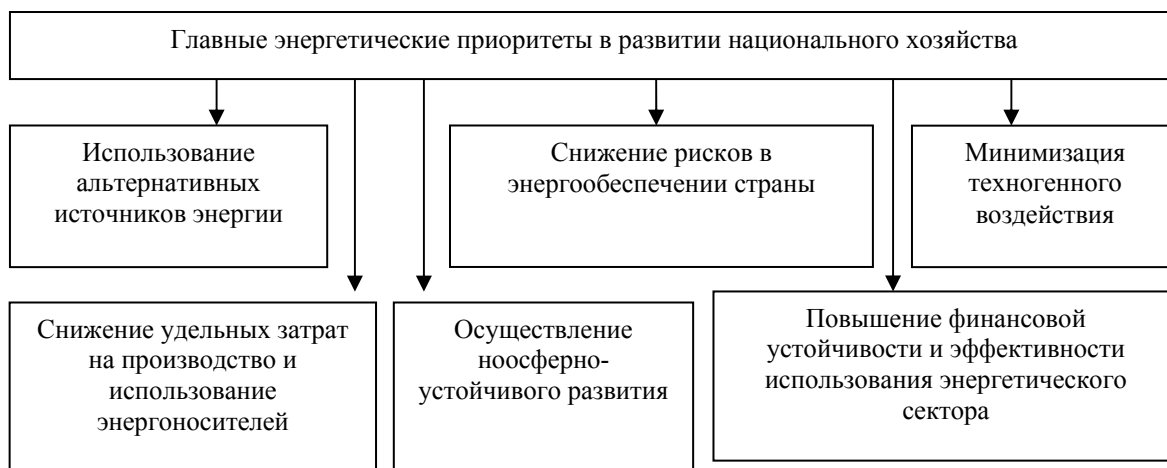 Главные энергетические приоритеты в развитии национального хозяйства
Использование
альтернативных
источников энергии
Снижение рисков в
энергообеспечении страны
Минимизация
техногенного
воздействия
Снижение удельных затрат
на производство и
использование
энергоносителей
Осуществление
ноосферно-
устойчивого развития
Повышение финансовой
устойчивости и эффективности
использования энергетического
сектора